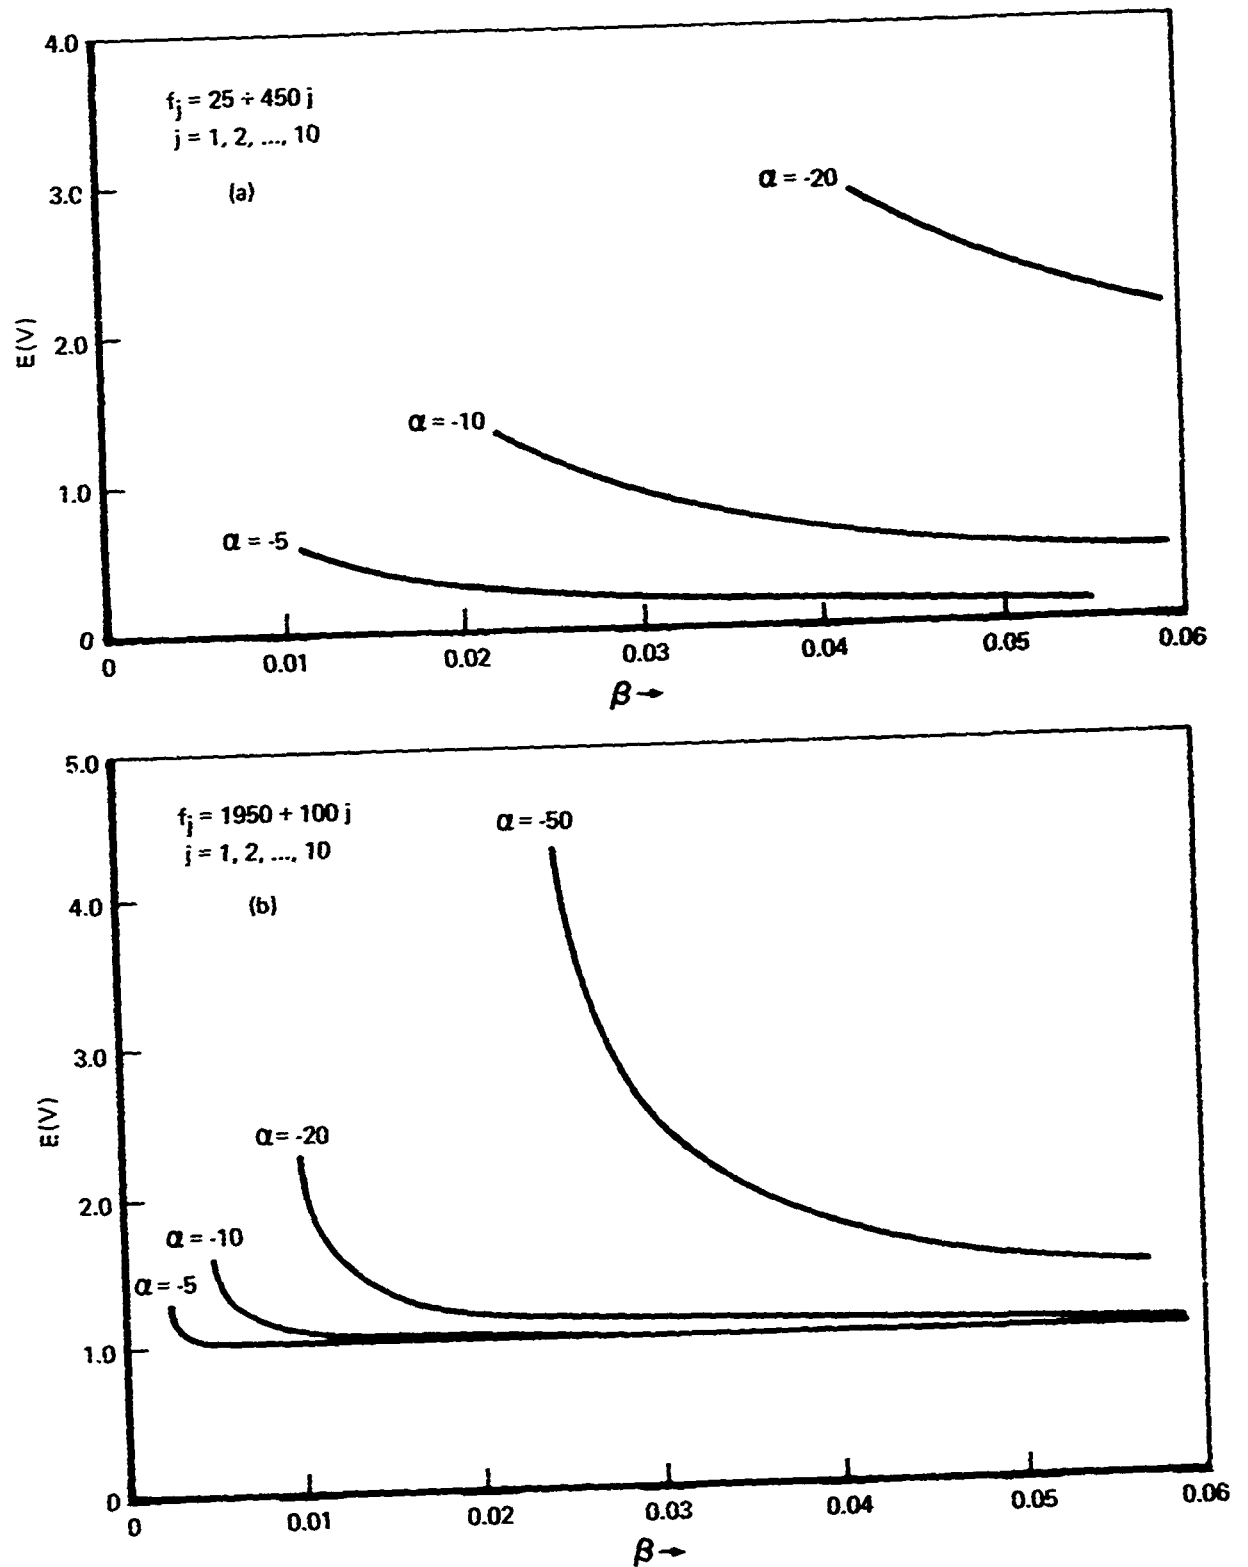 4.0
f_j = 25 ÷ 450 j
j = 1, 2, ..., 10
(a)
α = -20
3.0
E(V)
2.0
α = -10
1.0
α = -5
0
0
0.01
0.02
0.03
0.04
0.05
0.06
β→
5.0
f_j = 1950 + 100 j
j = 1, 2, ..., 10
(b)
α = -50
4.0
3.0
E(V)
α = -20
2.0
α = -10
α = -5
1.0
0
0
0.01
0.02
0.03
0.04
0.05
0.06
β→